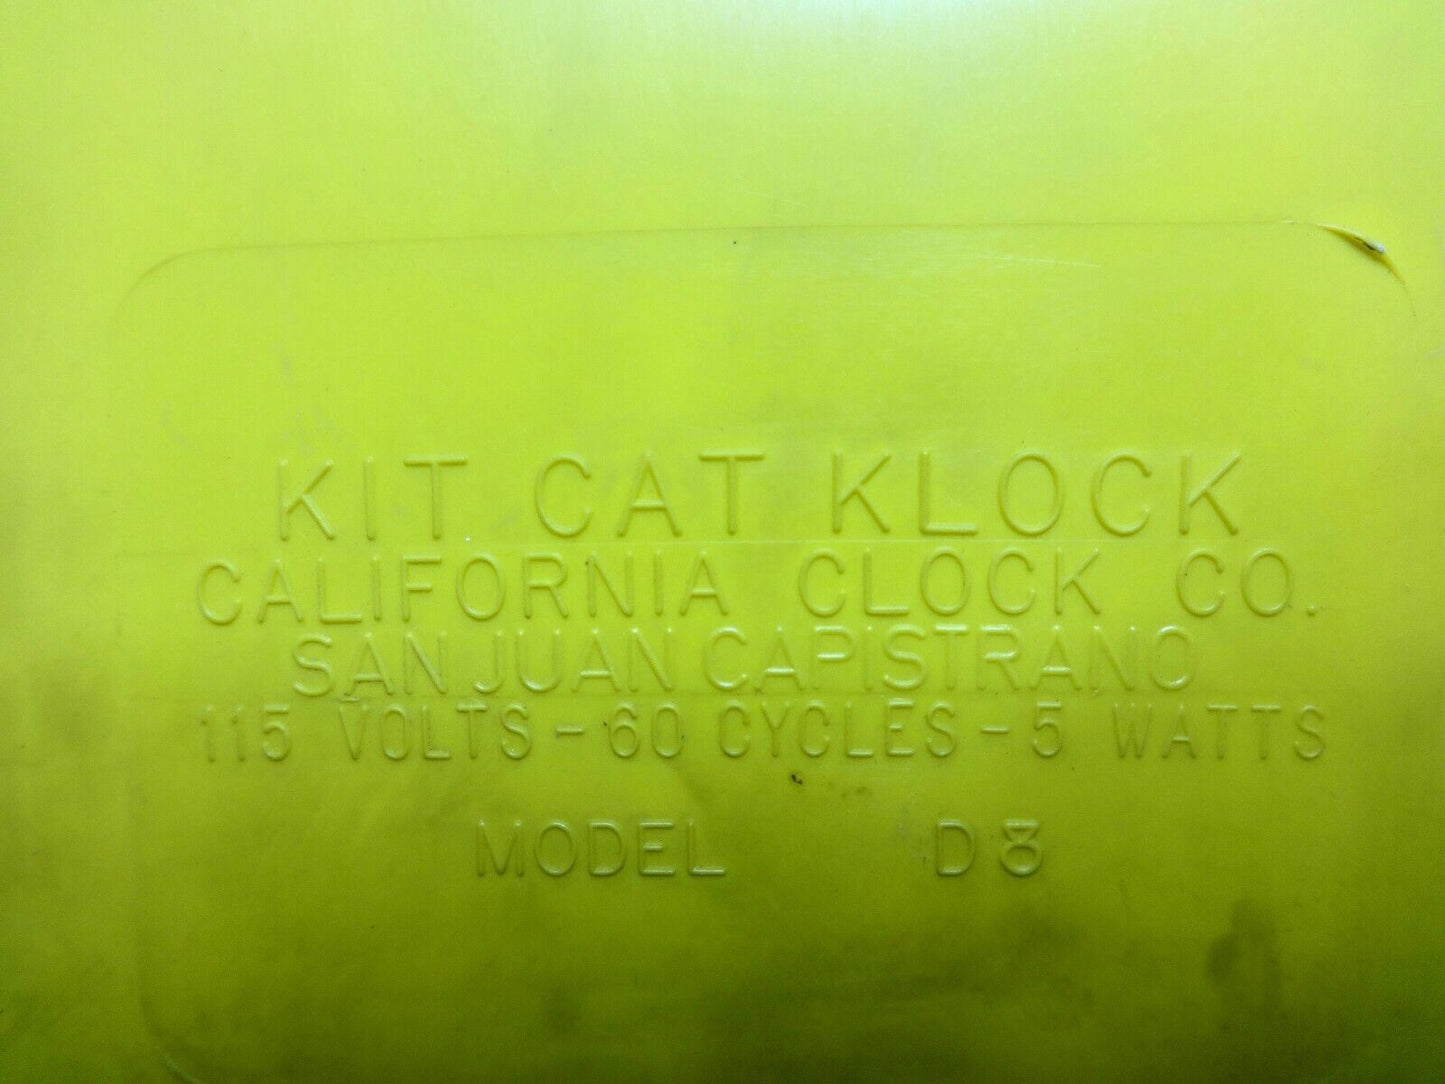 KIT CAT KLOCK
CALIFORNIA CLOCK CO.
SAN JUAN CAPISTRANO
115 VOLTS - 60 CYCLES - 5 WATTS
MODEL D8